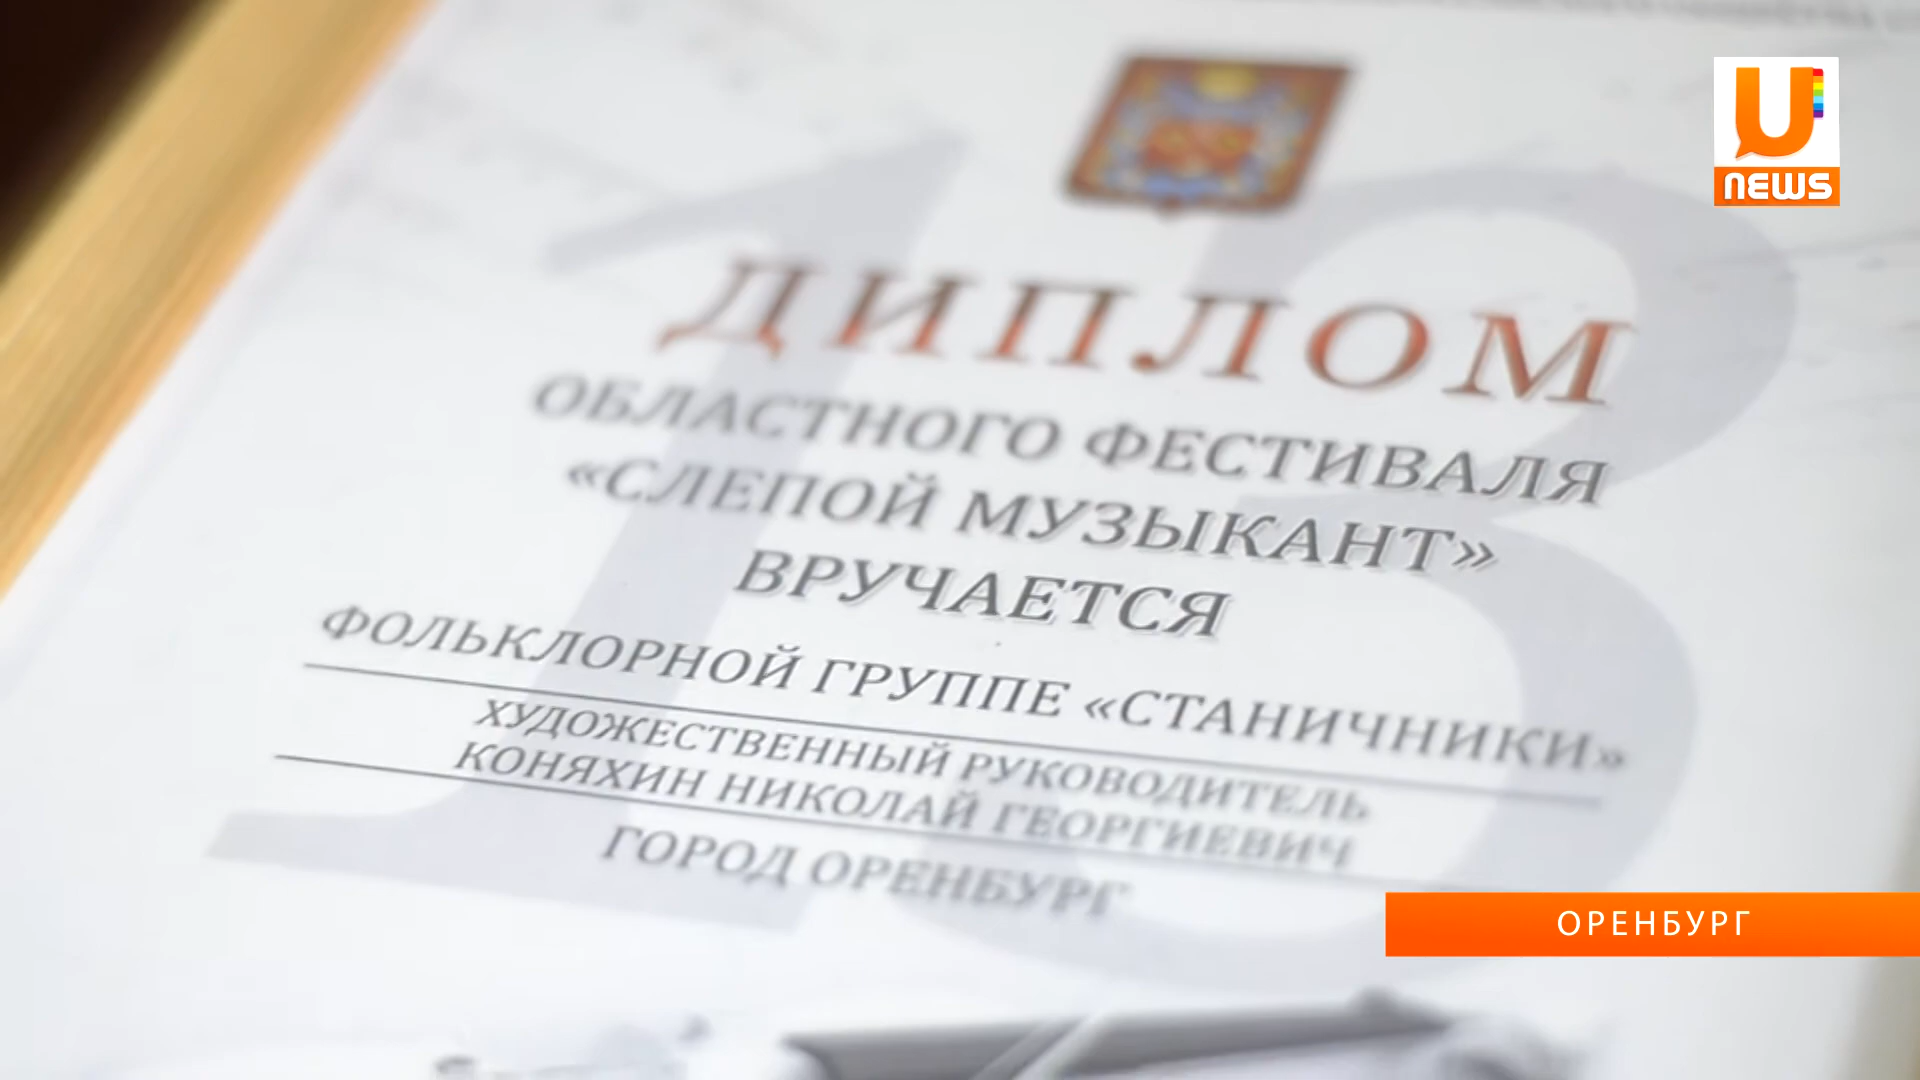 U
NEWS
ДИПЛОМ
ОБЛАСТНОГО ФЕСТИВАЛЯ
«СЛЕПОЙ МУЗЫКАНТ»
ВРУЧАЕТСЯ
ФОЛЬКЛОРНОЙ ГРУППЕ «СТАНИЧНИКИ»
ХУДОЖЕСТВЕННЫЙ РУКОВОДИТЕЛЬ
КОНЯХИН НИКОЛАЙ ГЕОРГИЕВИЧ
ГОРОД ОРЕНБУРГ
ОРЕНБУРГ